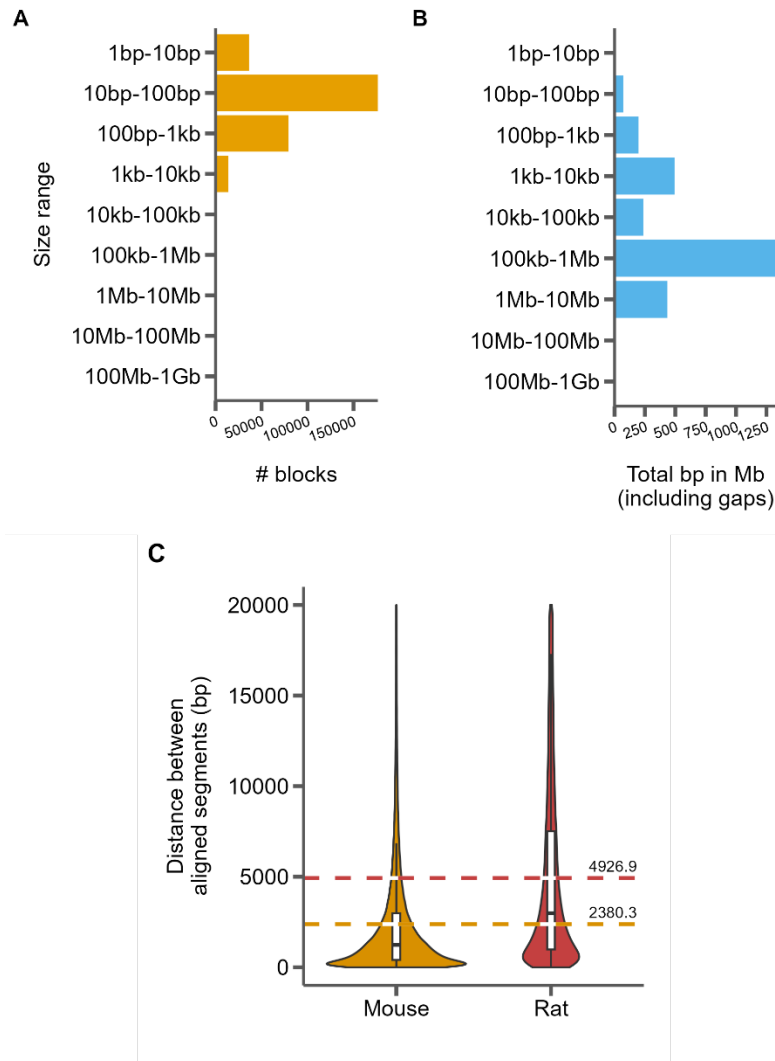 A
1bp-10bp
10bp-100bp
100bp-1kb
1kb-10kb
10kb-100kb
100kb-1Mb
1Mb-10Mb
10Mb-100Mb
100Mb-1Gb
Size range
0 50000 100000 150000
# blocks
B
1bp-10bp
10bp-100bp
100bp-1kb
1kb-10kb
10kb-100kb
100kb-1Mb
1Mb-10Mb
10Mb-100Mb
100Mb-1Gb
0 250 500 750 1000 1250
Total bp in Mb
(including gaps)
C
Distance between
aligned segments (bp)
20000
15000
10000
5000
0
4926.9
2380.3
Mouse Rat